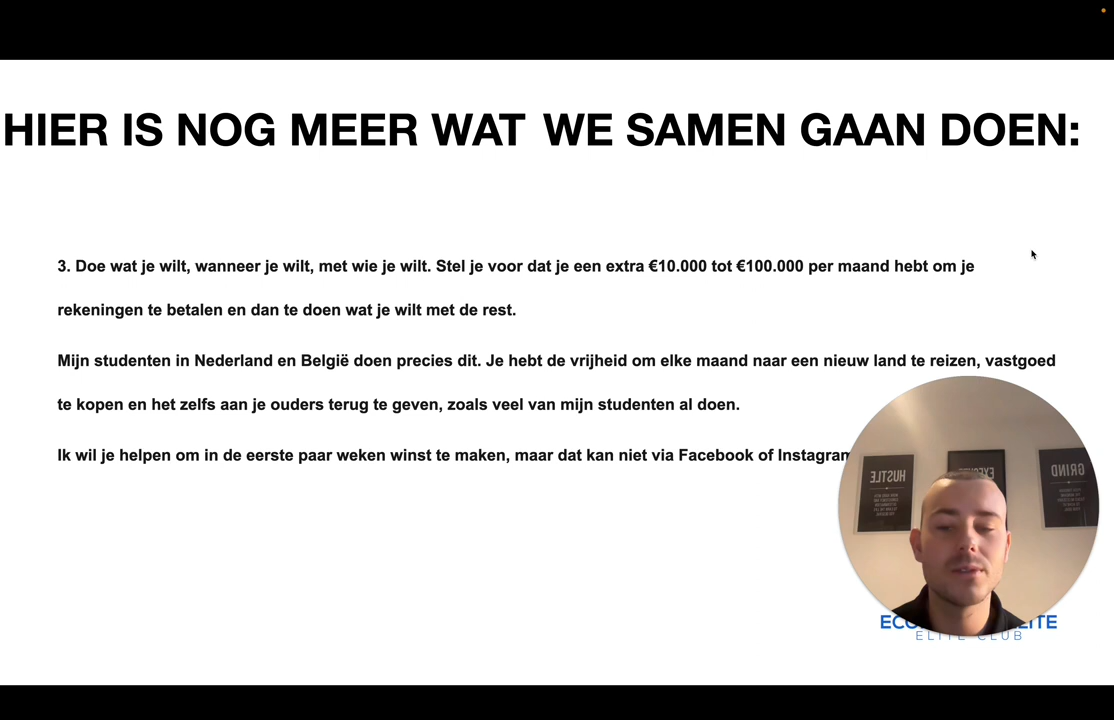 HIER IS NOG MEER WAT WE SAMEN GAAN DOEN:
3. Doe wat je wilt, wanneer je wilt, met wie je wilt. Stel je voor dat je een extra €10.000 tot €100.000 per maand hebt om je
rekeningen te betalen en dan te doen wat je wilt met de rest.
Mijn studenten in Nederland en België doen precies dit. Je hebt de vrijheid om elke maand naar een nieuw land te reizen, vastgoed
te kopen en het zelfs aan je ouders terug te geven, zoals veel van mijn studenten al doen.
Ik wil je helpen om in de eerste paar weken winst te maken, maar dat kan niet via Facebook of Instagram
HUSTLE
GRIND
ELITE CLUB